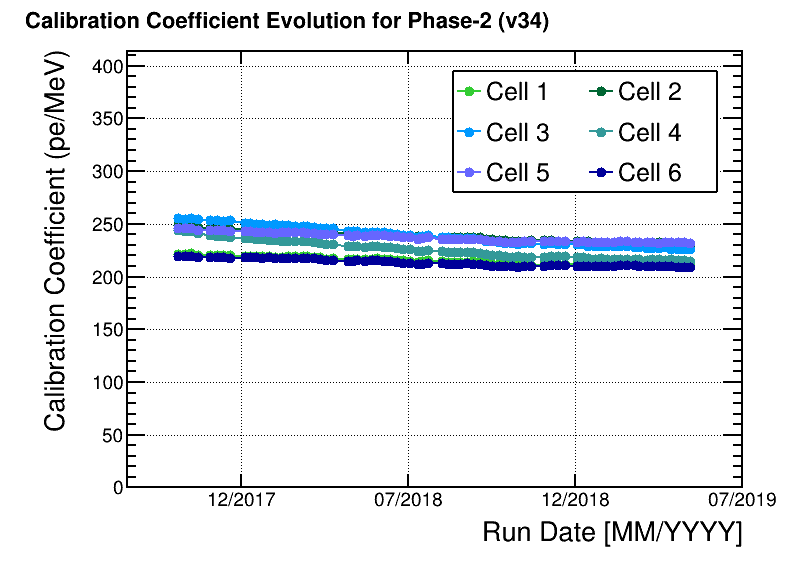 Calibration Coefficient Evolution for Phase-2 (v34)
Calibration Coefficient (pe/MeV)
400
350
300
250
200
150
100
50
0
Cell 1 Cell 2
Cell 3 Cell 4
Cell 5 Cell 6
12/2017 07/2018 12/2018 07/2019
Run Date [MM/YYYY]